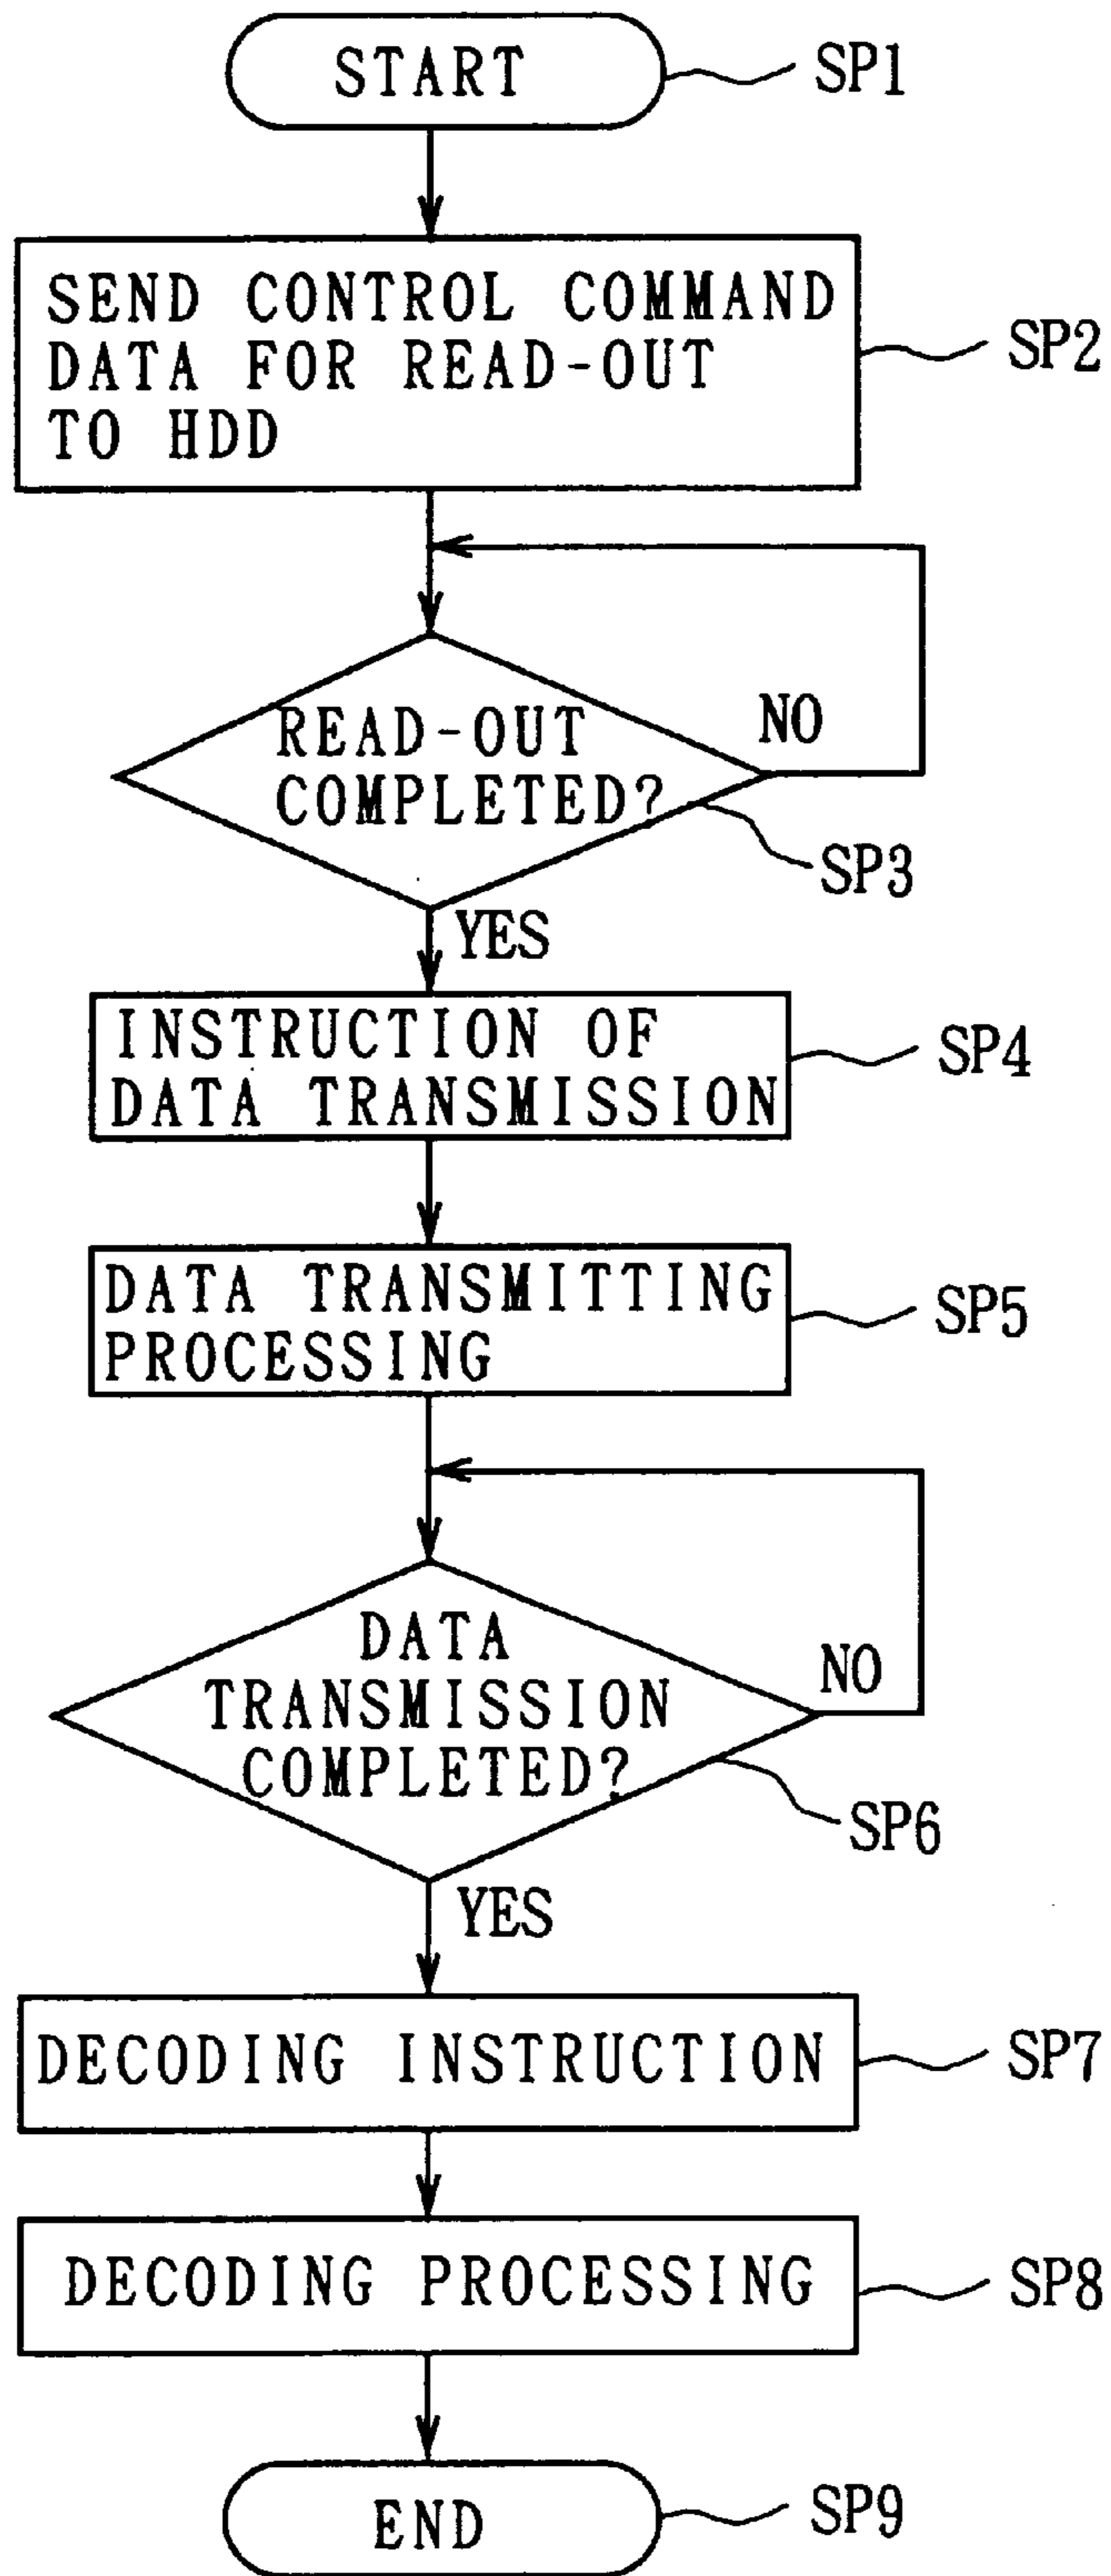 START
SP1
SEND CONTROL COMMAND
DATA FOR READ-OUT
TO HDD
SP2
READ-OUT
COMPLETED?
NO
SP3
YES
INSTRUCTION OF
DATA TRANSMISSION
SP4
DATA TRANSMITTING
PROCESSING
SP5
DATA
TRANSMISSION
COMPLETED?
NO
SP6
YES
DECODING INSTRUCTION
SP7
DECODING PROCESSING
SP8
END
SP9